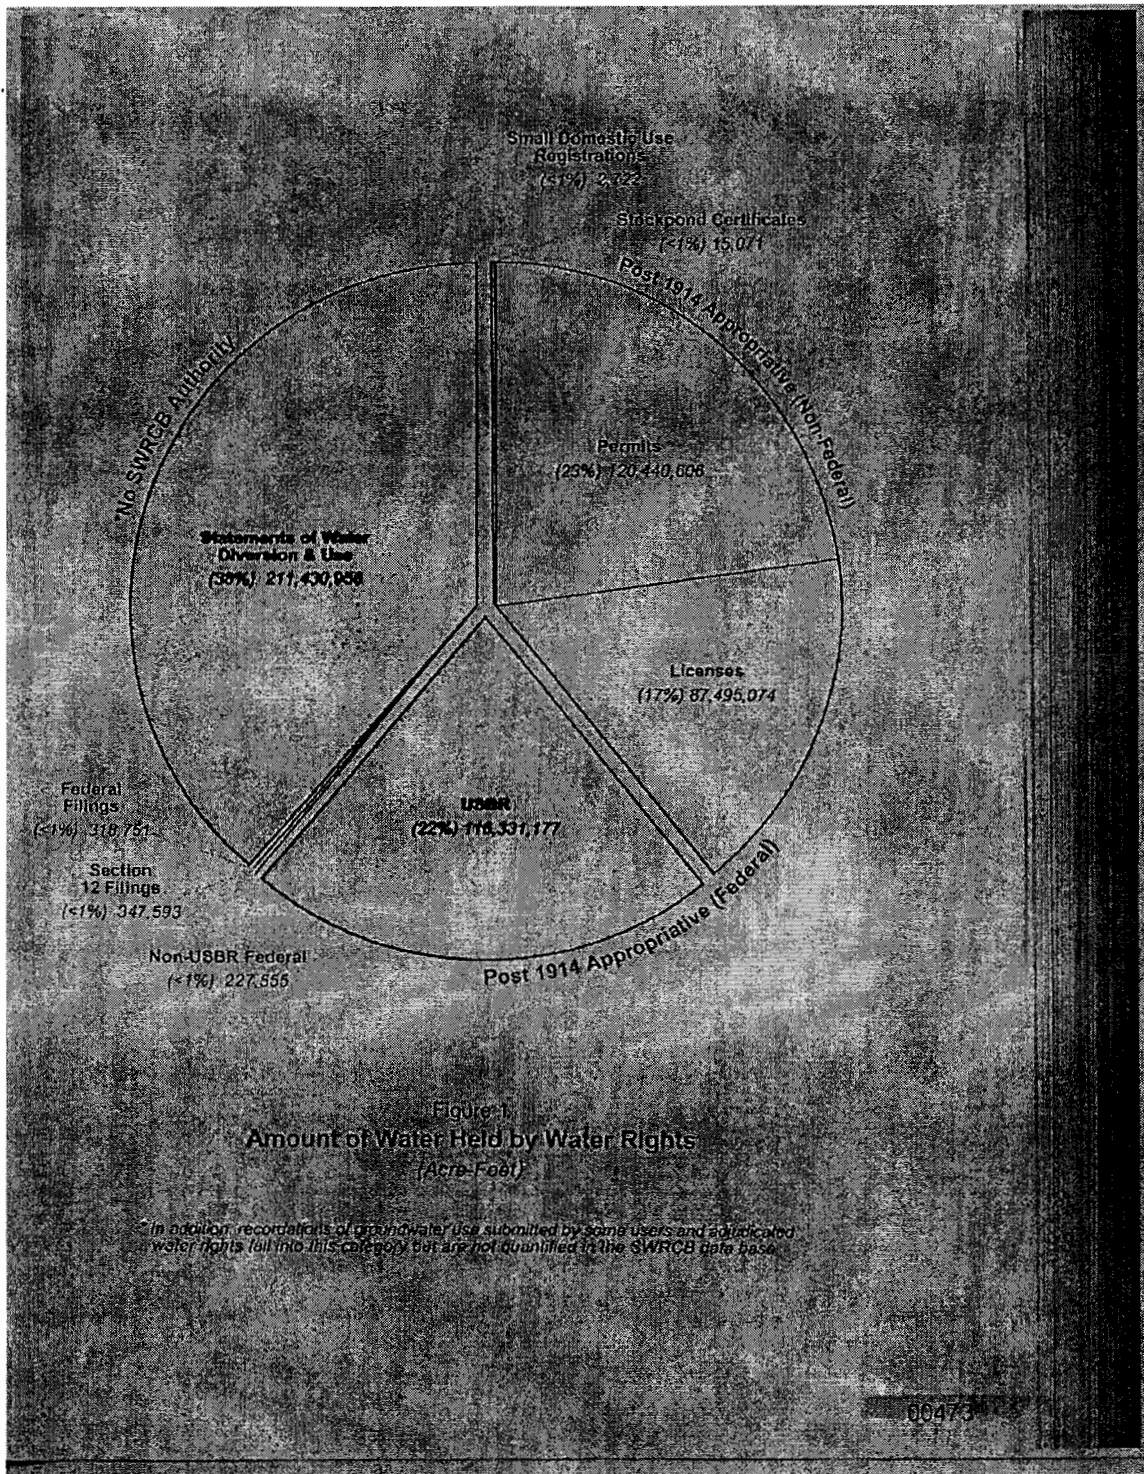 Small Domestic Use
Registrations
(<1%) 2,722
Stockpond Certificates
(<1%) 15,071
Post 1914 Appropriative (Non-Federal)
*No SWRCB Authority
Permits
(23%) 120,440,606
Statements of Water
Diversion & Use
211,430,956
Licenses
(17%) 87,495,074
Federal
Filings
(<1%) 318,751
USBR
(22%) 116,331,177
Section
12 Filings
(<1%) 347,593
Non-USBR Federal
(<1%) 227,555
Post 1914 Appropriative (Federal)
Figure 1
Amount of Water Held by Water Rights
(Acre-Feet)
* In addition, recordations of groundwater use submitted by some users and adjudicated
water rights fall into this category but are not quantified in the SWRCB data base
00473